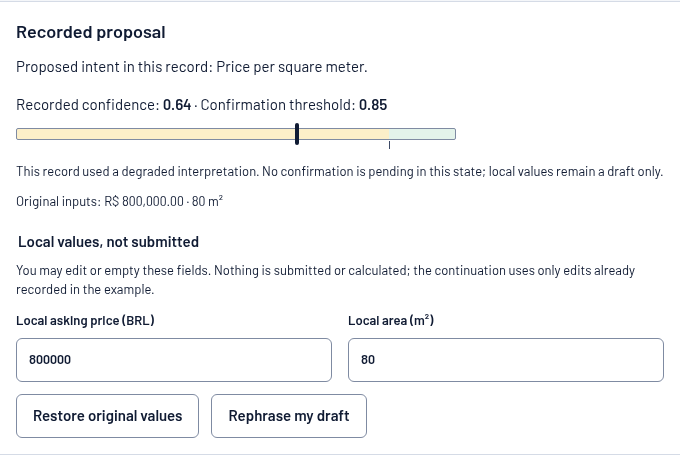 Recorded proposal
Proposed intent in this record: Price per square meter.
Recorded confidence: 0.64 · Confirmation threshold: 0.85
This record used a degraded interpretation. No confirmation is pending in this state; local values remain a draft only.
Original inputs: R$ 800,000.00 · 80 m²
Local values, not submitted
You may edit or empty these fields. Nothing is submitted or calculated; the continuation uses only edits already
recorded in the example.
Local asking price (BRL)
Local area (m²)
800000
80
Restore original values
Rephrase my draft